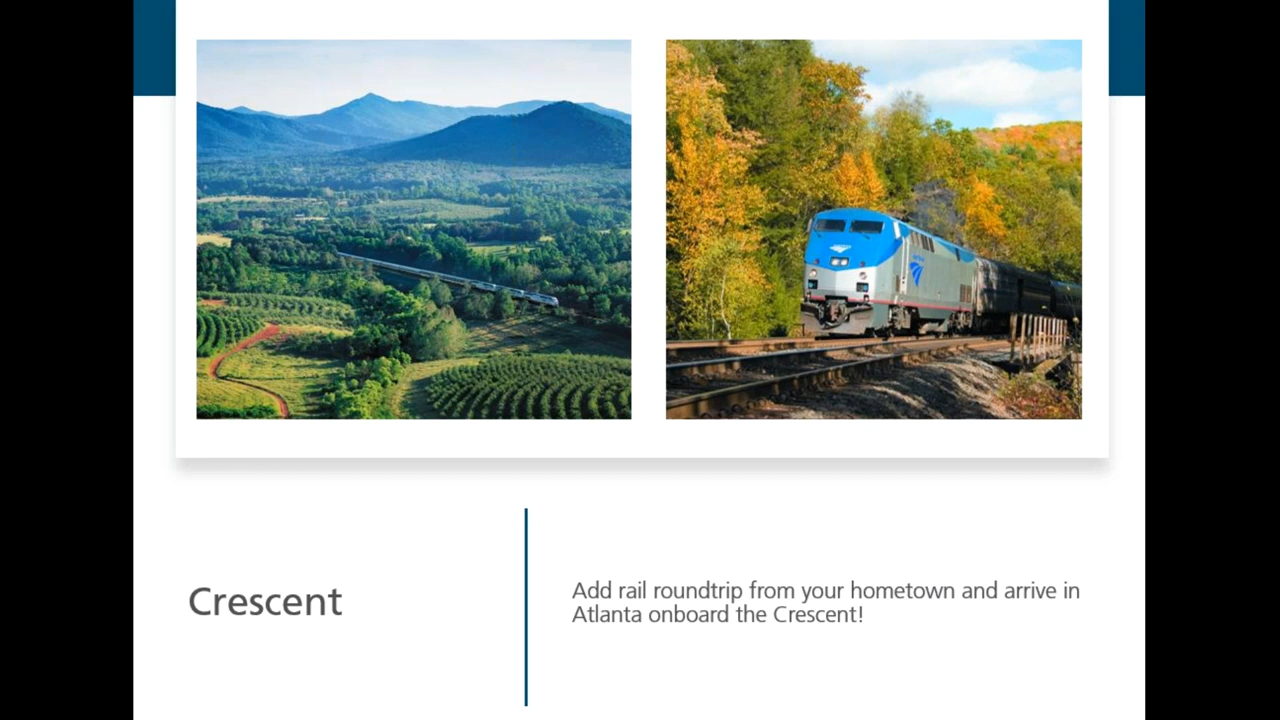 Crescent
Add rail roundtrip from your hometown and arrive in
Atlanta onboard the Crescent!